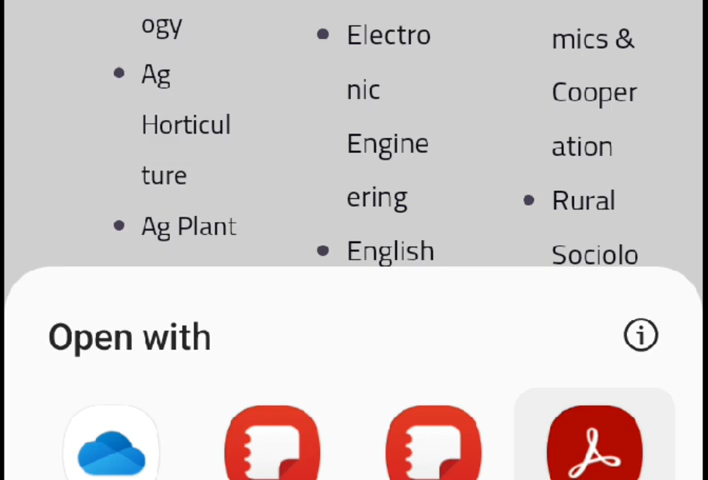 ogy
Ag
Horticul
ture
Ag Plant
Electro
nic
Engine
ering
English
mics &
Cooper
ation
Rural
Sociolo
Open with